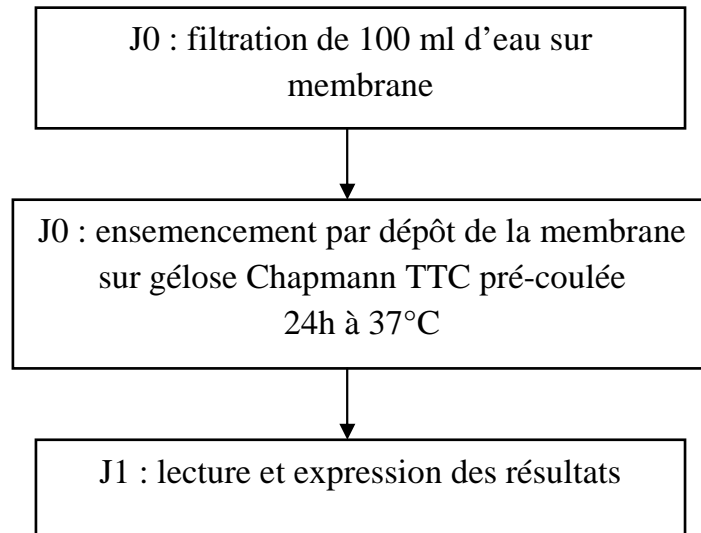 J0 : filtration de 100 ml d’eau sur
membrane
J0 : ensemencement par dépôt de la membrane
sur gélose Chapmann TTC pré-coulée
24h à 37°C
J1 : lecture et expression des résultats